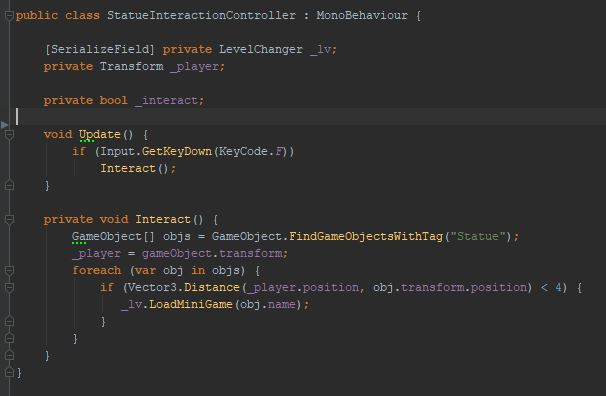 public class StatueInteractionController : MonoBehaviour {
[SerializeField] private LevelChanger _lv;
private Transform _player;
private bool _interact;
void Update() {
if (Input.GetKeyDown(KeyCode.F))
Interact();
}
private void Interact() {
GameObject[] objs = GameObject.FindGameObjectsWithTag("Statue");
_player = gameObject.transform;
foreach (var obj in objs) {
if (Vector3.Distance(_player.position, obj.transform.position) < 4) {
_lv.LoadMiniGame(obj.name);
}
}
}
}